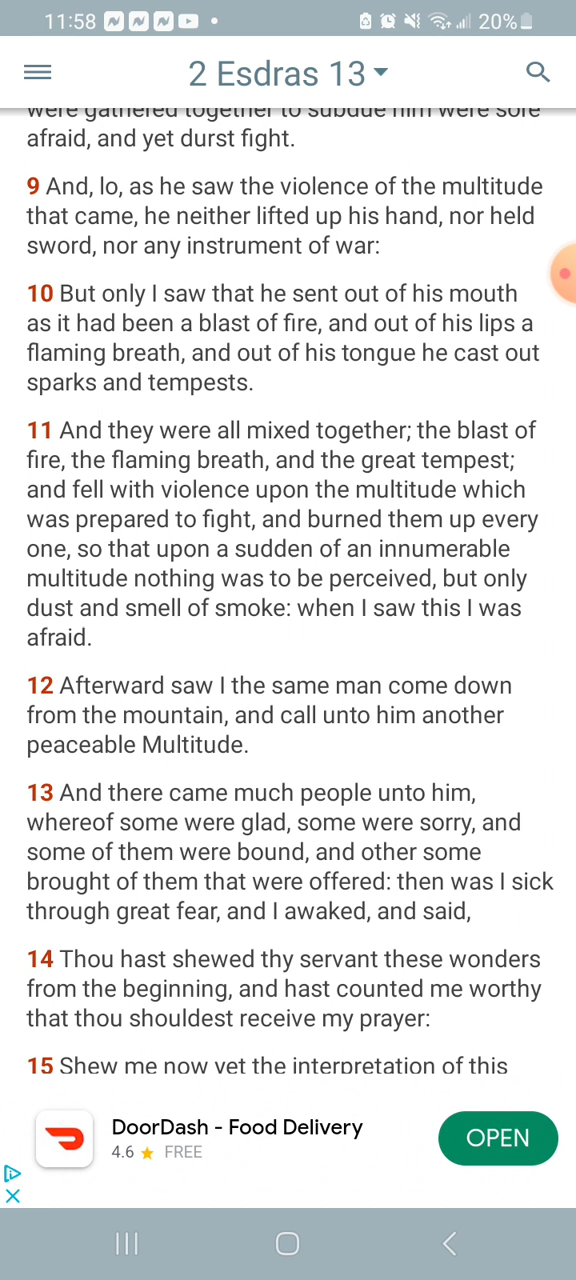 11:58
20%
2 Esdras 13
were gathered together to subdue him were sore
afraid, and yet durst fight.
9 And, lo, as he saw the violence of the multitude
that came, he neither lifted up his hand, nor held
sword, nor any instrument of war:
10 But only I saw that he sent out of his mouth
as it had been a blast of fire, and out of his lips a
flaming breath, and out of his tongue he cast out
sparks and tempests.
11 And they were all mixed together; the blast of
fire, the flaming breath, and the great tempest;
and fell with violence upon the multitude which
was prepared to fight, and burned them up every
one, so that upon a sudden of an innumerable
multitude nothing was to be perceived, but only
dust and smell of smoke: when I saw this I was
afraid.
12 Afterward saw I the same man come down
from the mountain, and call unto him another
peaceable Multitude.
13 And there came much people unto him,
whereof some were glad, some were sorry, and
some of them were bound, and other some
brought of them that were offered: then was I sick
through great fear, and I awaked, and said,
14 Thou hast shewed thy servant these wonders
from the beginning, and hast counted me worthy
that thou shouldest receive my prayer:
15 Shew me now yet the interpretation of this
DoorDash - Food Delivery
4.6 ★ FREE
OPEN